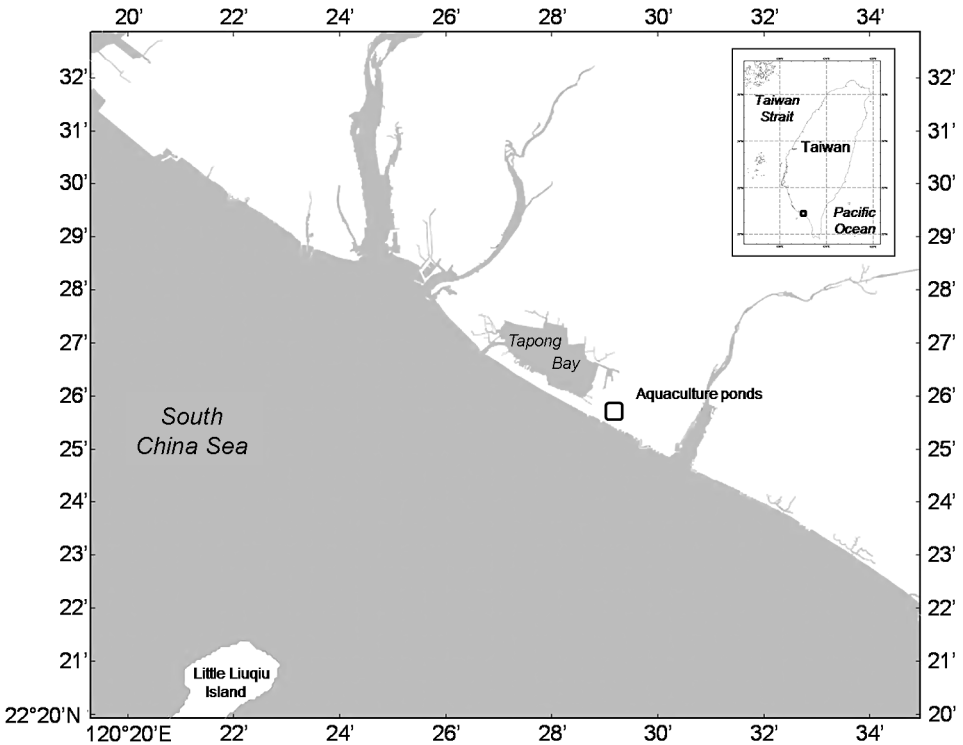 20’ 22’ 24’ 26’ 28’ 30’ 32’ 34’
32’ 32’
31’ 31’
30’ 30’
29’ 29’
28’ 28’
27’ 27’
26’ 26’
25’ 25’
24’ 24’
23’ 23’
22’ 22’
21’ 21’
22°20’N 20’
120°20’E 22’ 24’ 26’ 28’ 30’ 32’ 34’
Taiwan
Strait
Taiwan
Pacific
Ocean
Tapong
Bay
Aquaculture ponds
South
China Sea
Little Liuqiu
Island